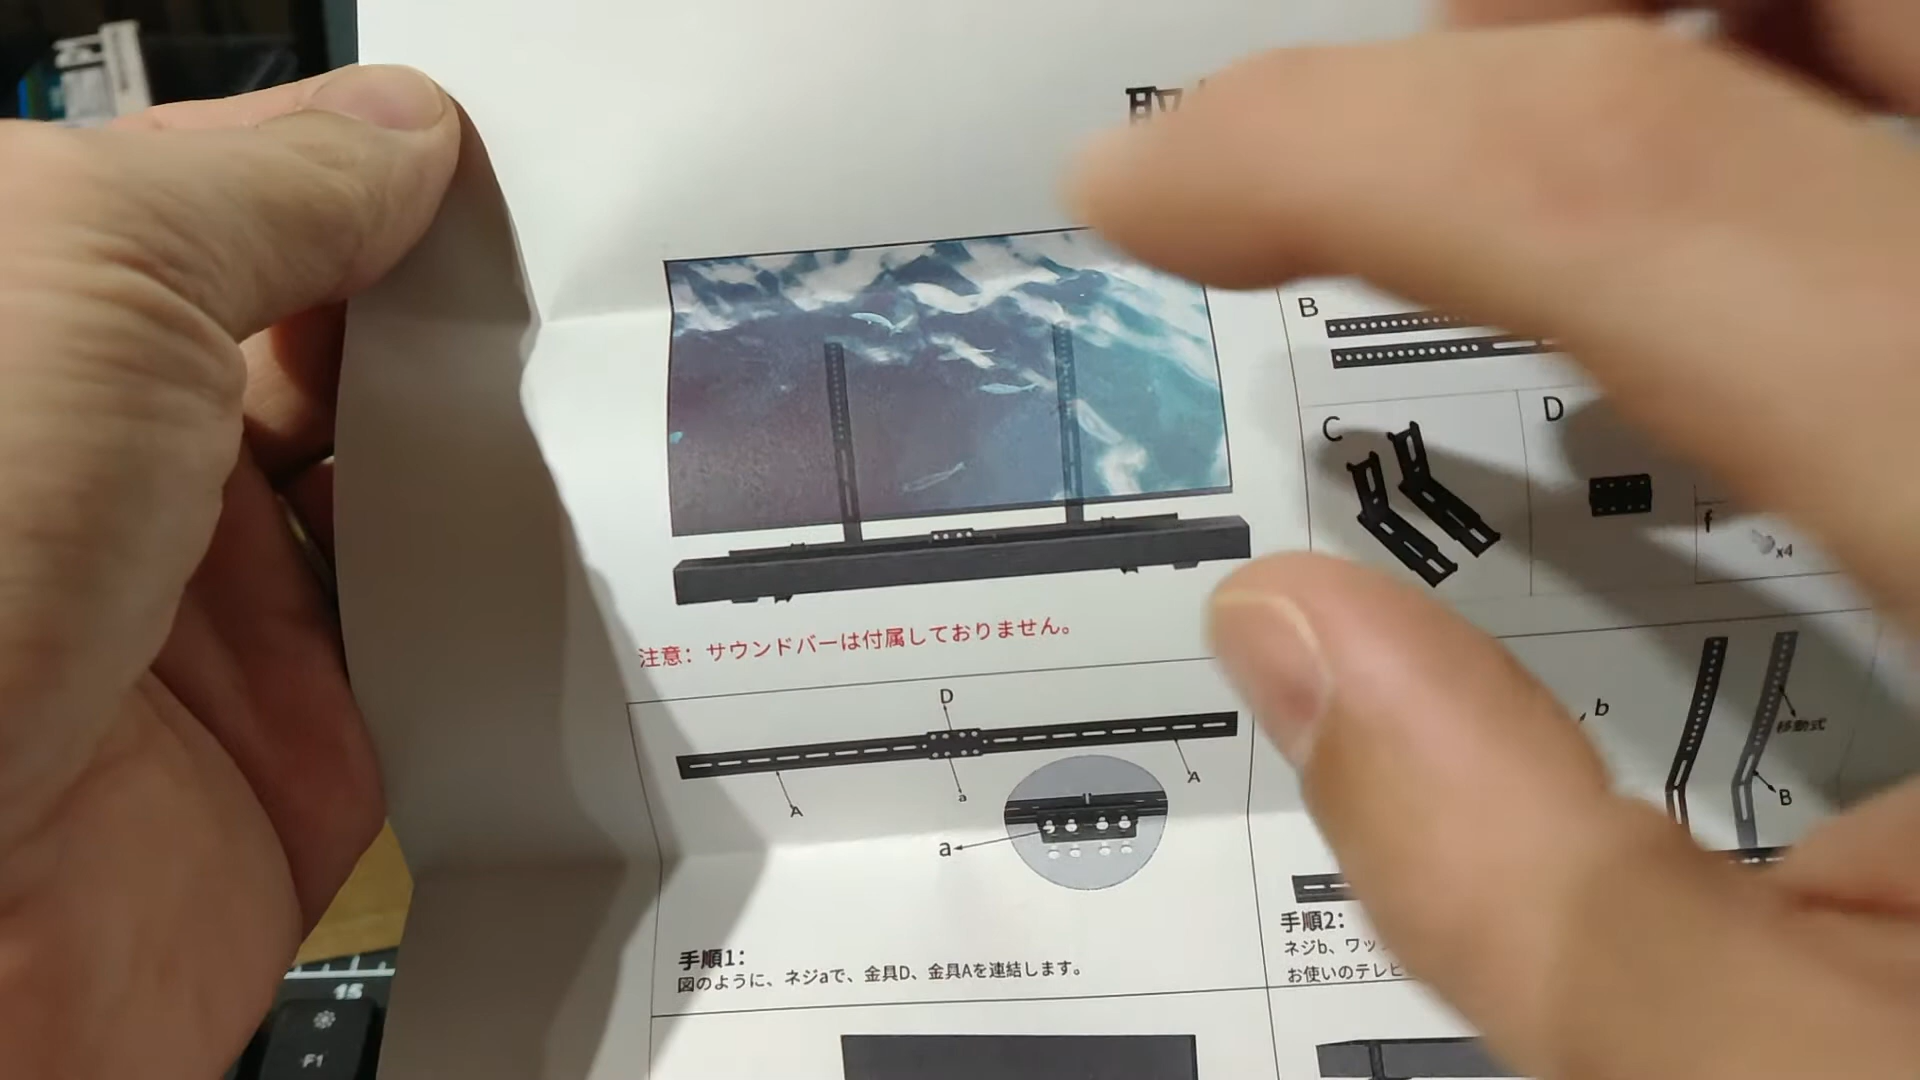 取
B
C
D
f
x4
注意：サウンドバーは付属しておりません。
D
A
a
A
a
手順1：
図のように、ネジaで、金具D、金具Aを連結します。
b
移動式
B
手順2：
ネジb、ワッ
お使いのテレビ
15
F1